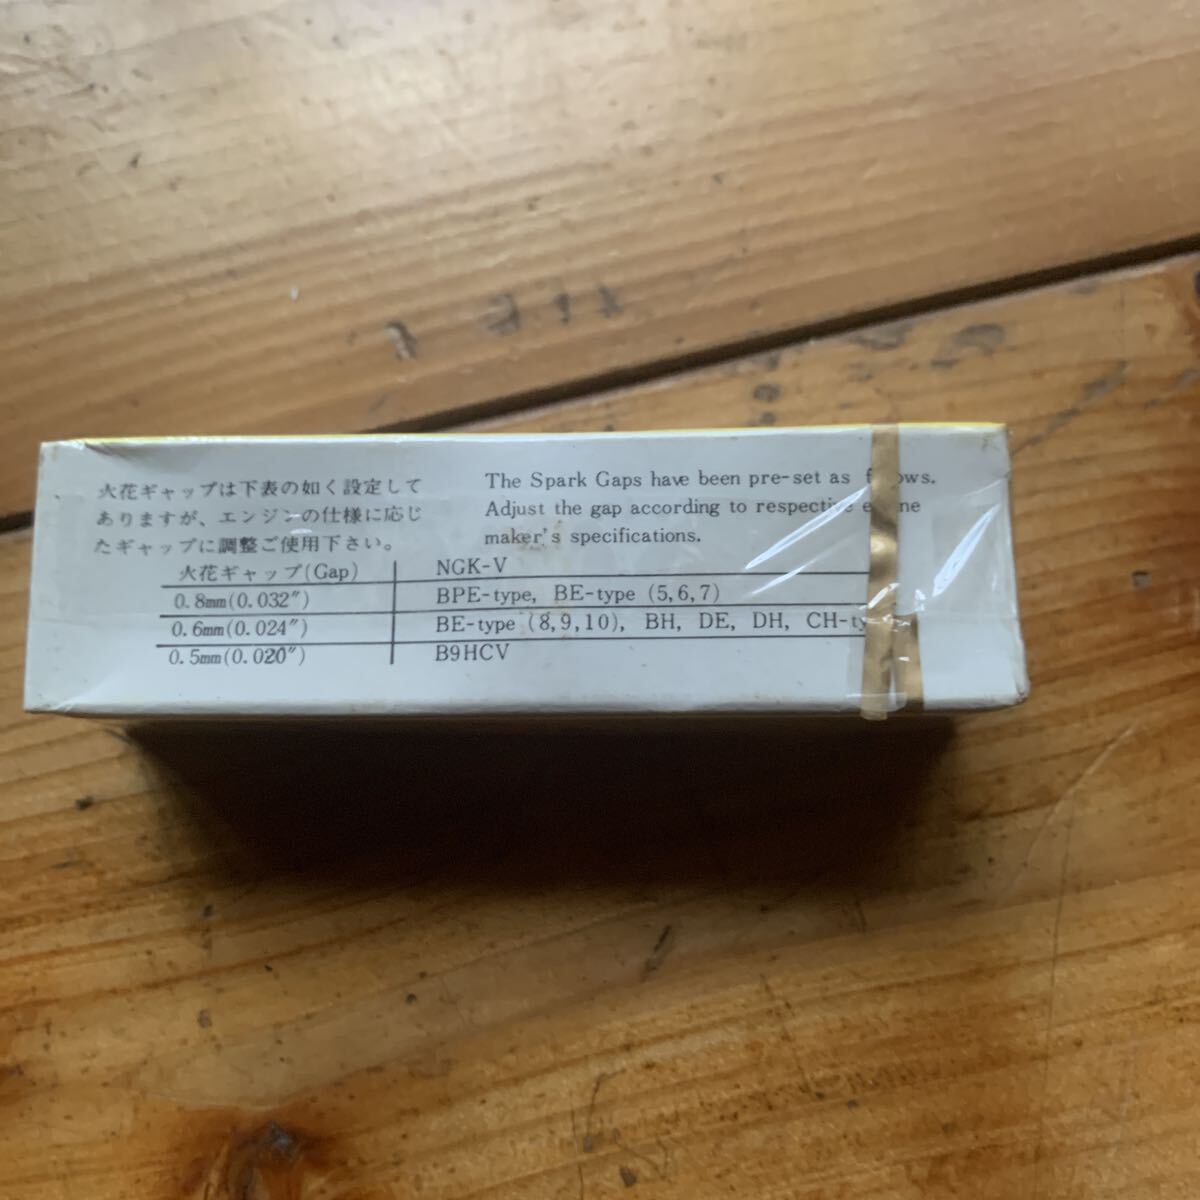 火花ギャップは下表の如く設定して
ありますが、エンジンの仕様に応じ
たギャップに調整ご使用下さい。
The Spark Gaps have been pre-set as
Adjust the gap according to
maker's specifications.
火花ギャップ(Gap) NGK-V
0.8mm(0.032") BPE-type, BE-type (5,6,7)
0.6mm(0.024") BE-type (8,9,10), BH, DE, DH,
0.5mm(0.020") B9HCV